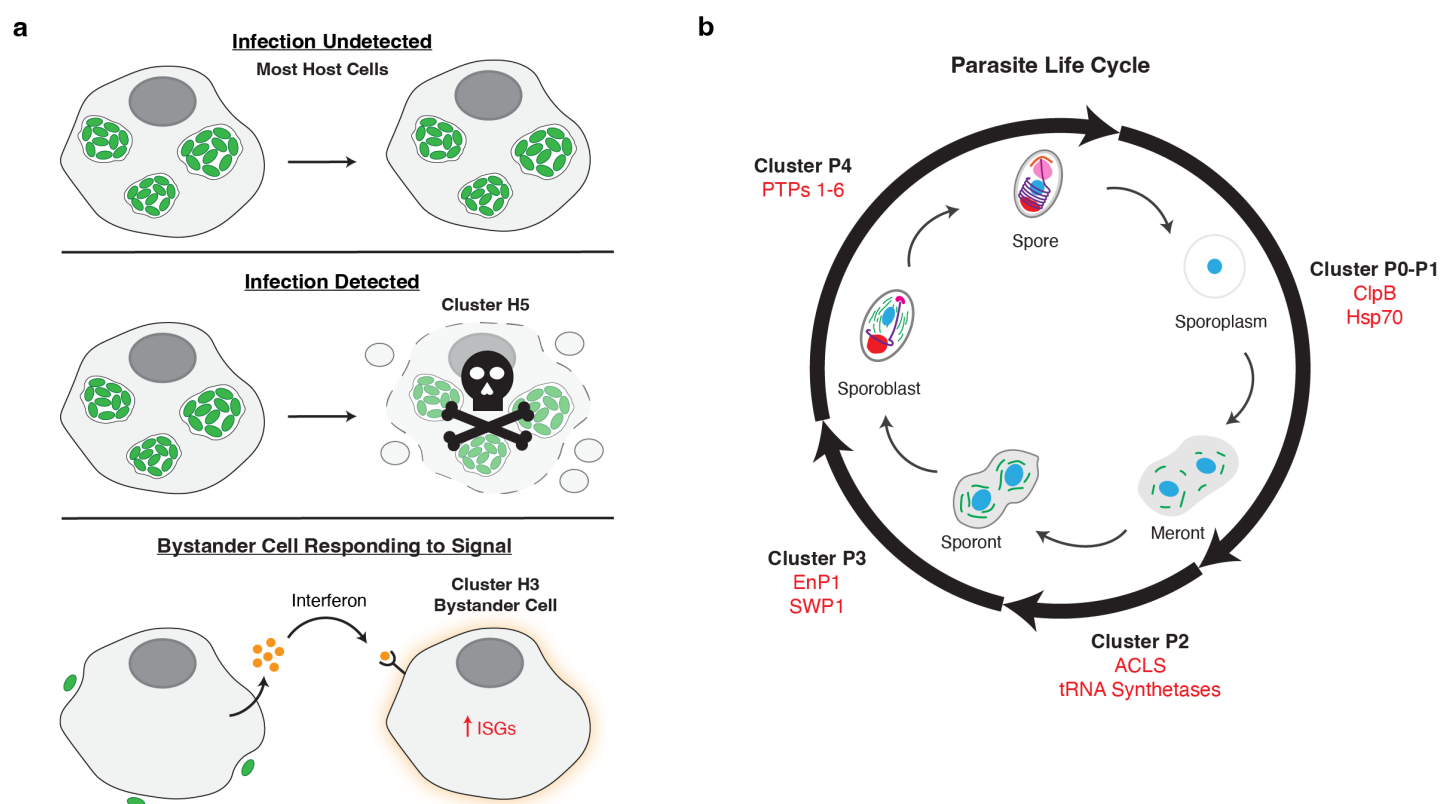 a
Infection Undetected
Most Host Cells
Infection Detected
Cluster H5
Bystander Cell Responding to Signal
Interferon
Cluster H3
Bystander Cell
↑ ISGs
b
Parasite Life Cycle
Cluster P4
PTPs 1-6
Spore
Cluster P0-P1
ClpB
Hsp70
Sporoplasm
Sporoblast
Meront
Sporont
Cluster P3
EnP1
SWP1
Cluster P2
ACLS
tRNA Synthetases